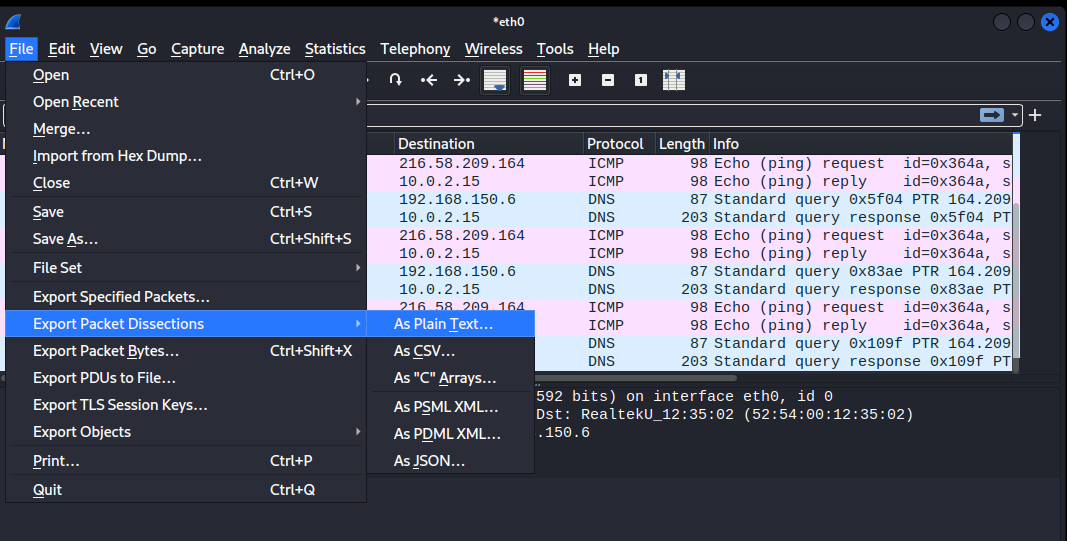 *eth0
File Edit View Go Capture Analyze Statistics Telephony Wireless Tools Help
Open Ctrl+O
Open Recent
Merge...
Import from Hex Dump...
Close Ctrl+W
Save Ctrl+S
Save As... Ctrl+Shift+S
File Set
Export Specified Packets...
Export Packet Dissections
Export Packet Bytes... Ctrl+Shift+X
Export PDUs to File...
Export TLS Session Keys...
Export Objects
Print... Ctrl+P
Quit Ctrl+Q
As Plain Text...
As CSV...
As "C" Arrays...
As PSML XML...
As PDML XML...
As JSON...
Destination Protocol Length Info
216.58.209.164 ICMP 98 Echo (ping) request id=0x364a, s
10.0.2.15 ICMP 98 Echo (ping) reply id=0x364a, s
192.168.150.6 DNS 87 Standard query 0x5f04 PTR 164.209
10.0.2.15 DNS 203 Standard query response 0x5f04 PT
216.58.209.164 ICMP 98 Echo (ping) request id=0x364a, s
10.0.2.15 ICMP 98 Echo (ping) reply id=0x364a, s
192.168.150.6 DNS 87 Standard query 0x83ae PTR 164.209
10.0.2.15 DNS 203 Standard query response 0x83ae PT
216.58.209.164 ICMP 98 Echo (ping) request id=0x364a, s
ICMP 98 Echo (ping) reply id=0x364a, s
DNS 87 Standard query 0x109f PTR 164.209
DNS 203 Standard query response 0x109f PT
592 bits) on interface eth0, id 0
Dst: RealtekU_12:35:02 (52:54:00:12:35:02)
.150.6